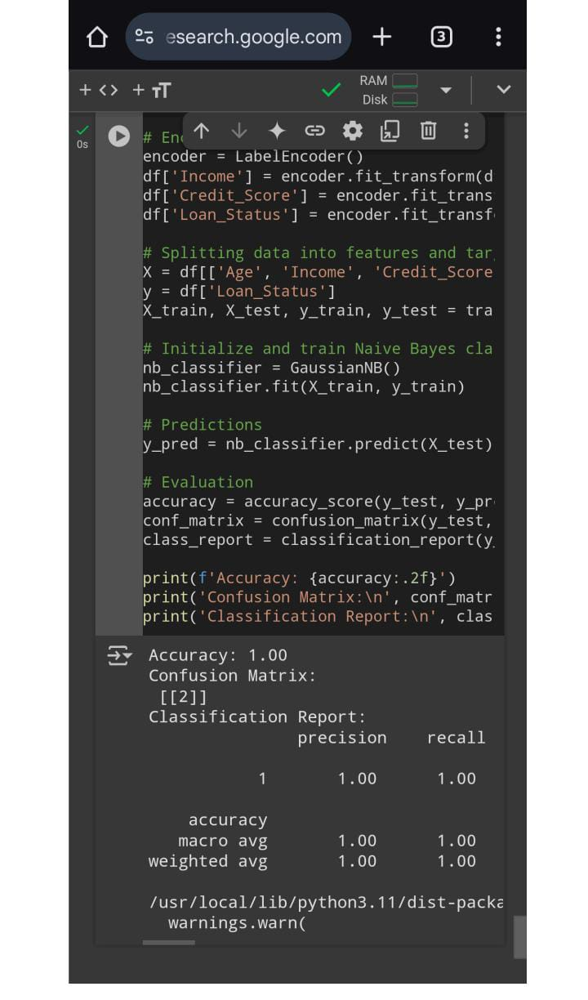 esearch.google.com
3
+ <> + TT
RAM
Disk
0s
# Enc
encoder = LabelEncoder()
df['Income'] = encoder.fit_transform(d
df['Credit_Score'] = encoder.fit_trans
df['Loan_Status'] = encoder.fit_transf
# Splitting data into features and tar
X = df[['Age', 'Income', 'Credit_Score
y = df['Loan_Status']
X_train, X_test, y_train, y_test = tra
# Initialize and train Naive Bayes cla
nb_classifier = GaussianNB()
nb_classifier.fit(X_train, y_train)
# Predictions
y_pred = nb_classifier.predict(X_test)
# Evaluation
accuracy = accuracy_score(y_test, y_pr
conf_matrix = confusion_matrix(y_test,
class_report = classification_report(y_
print(f'Accuracy: {accuracy:.2f}')
print('Confusion Matrix:\n', conf_matr
print('Classification Report:\n', clas
Accuracy: 1.00
Confusion Matrix:
[[2]]
Classification Report:
precision recall
1 1.00 1.00
accuracy
macro avg 1.00 1.00
weighted avg 1.00 1.00
/usr/local/lib/python3.11/dist-packa
warnings.warn(